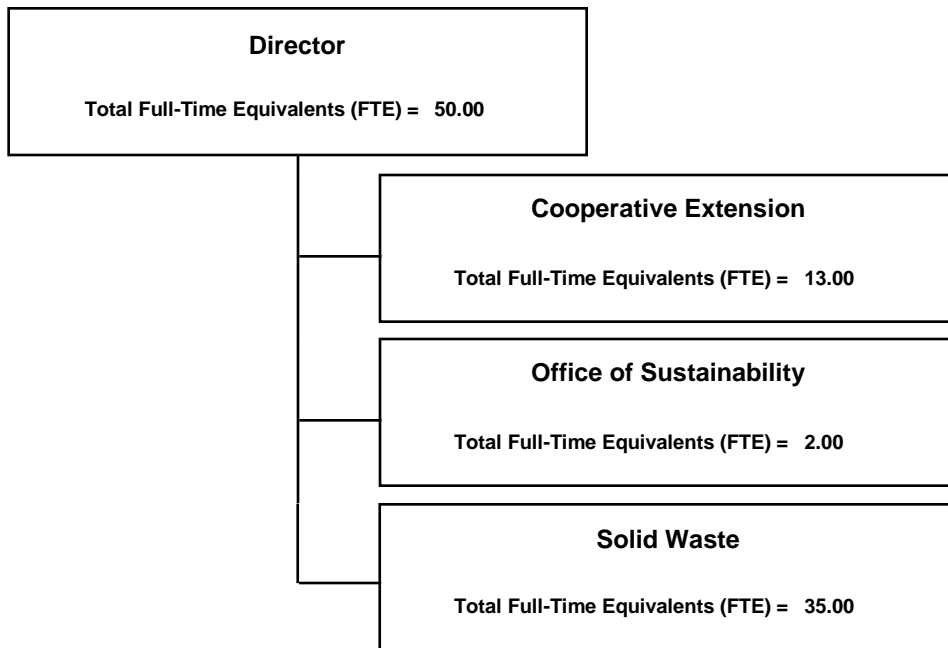 Director
Total Full-Time Equivalents (FTE) = 50.00
Cooperative Extension
Total Full-Time Equivalents (FTE) = 13.00
Office of Sustainability
Total Full-Time Equivalents (FTE) = 2.00
Solid Waste
Total Full-Time Equivalents (FTE) = 35.00